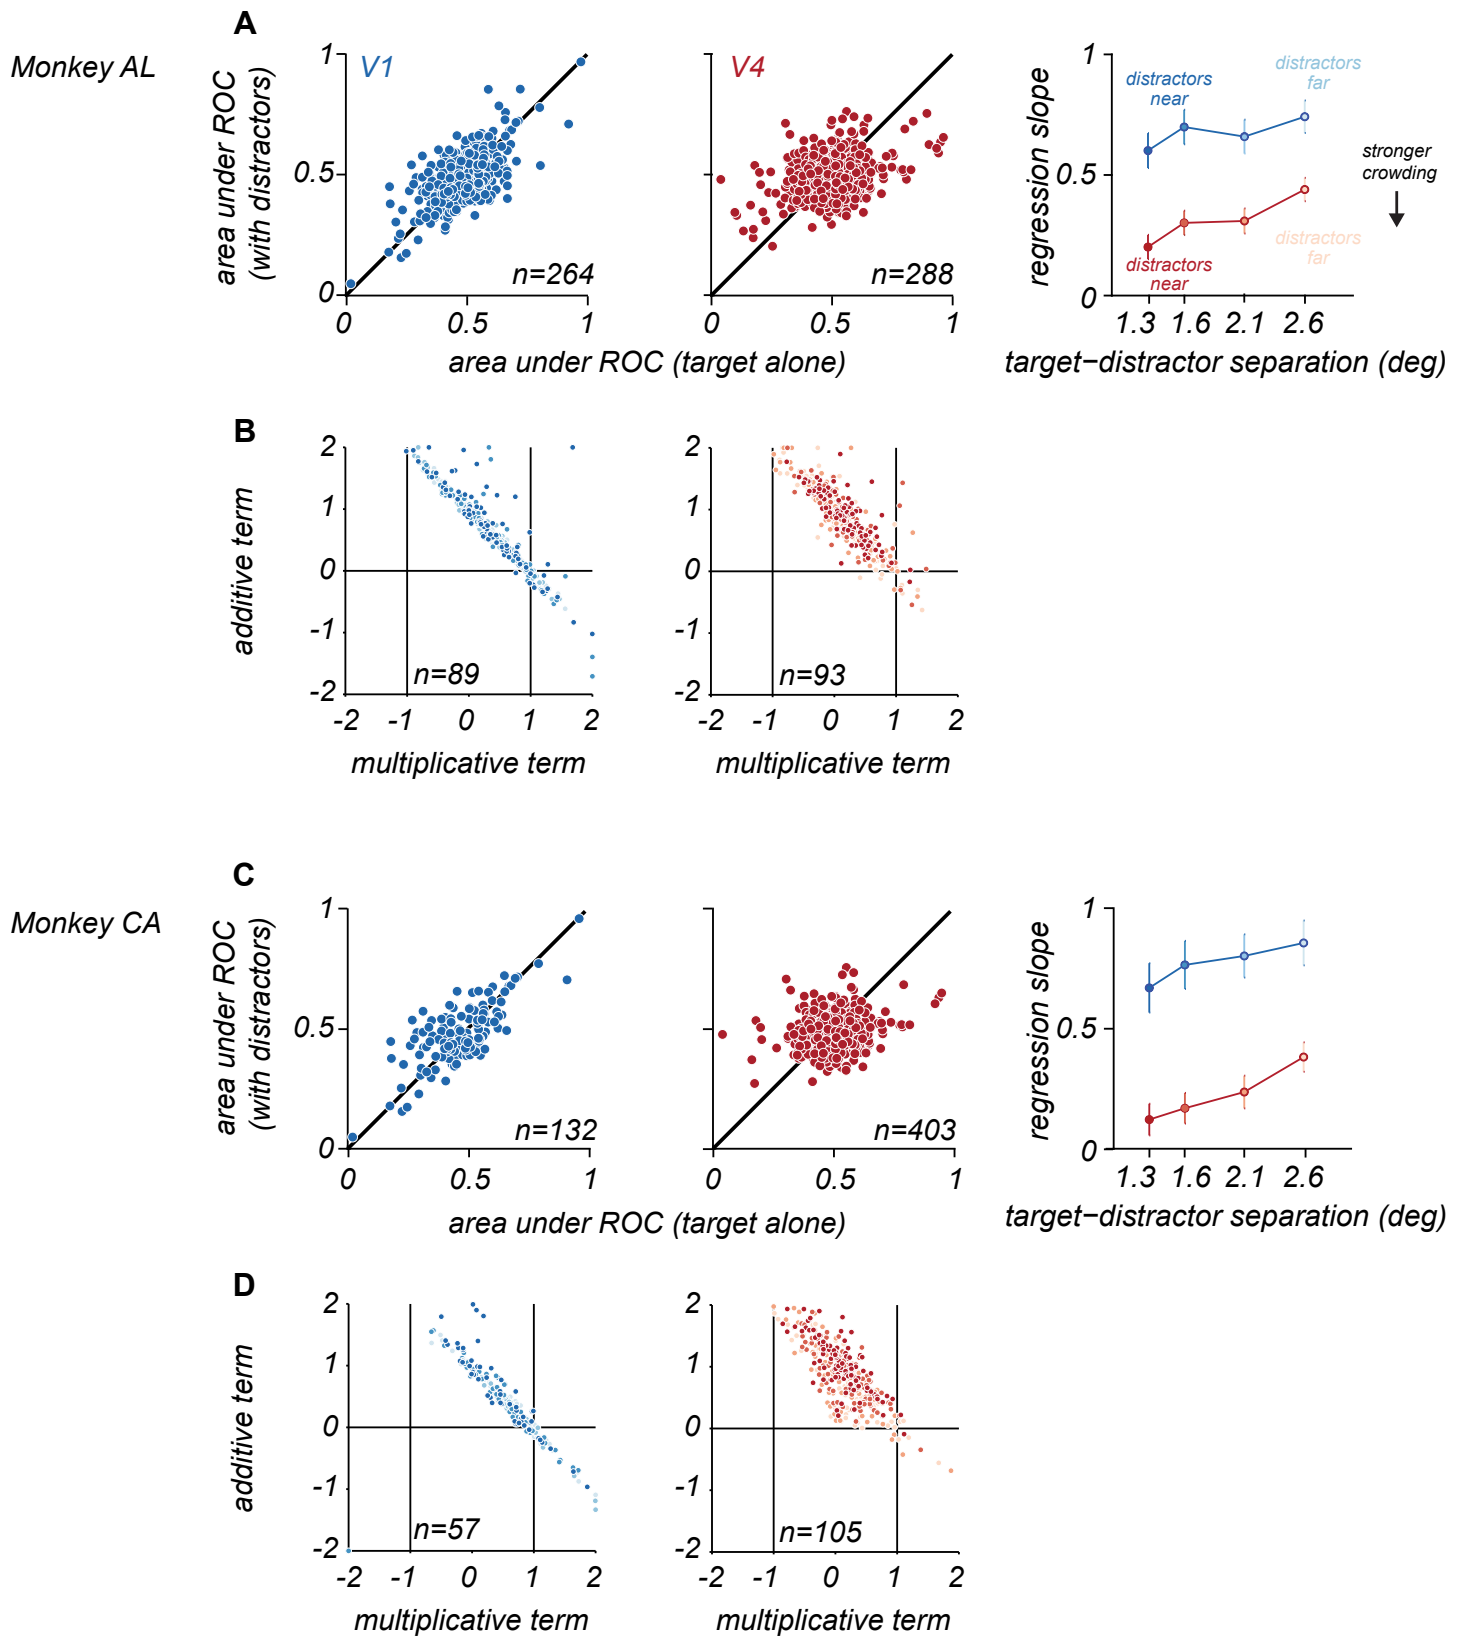 A
Monkey AL
area under ROC
(with distractors)
1
0.5
0
V1
n=264
0
0.5
1
V4
n=288
0
0.5
1
area under ROC (target alone)
regression slope
1
0.5
0
distractors
near
distractors
far
distractors
far
distractors
near
stronger
crowding
1.3
1.6
2.1
2.6
target−distractor separation (deg)
B
additive term
2
1
0
-1
-2
n=89
-2
-1
0
1
2
multiplicative term
2
1
0
-1
-2
n=93
-2
-1
0
1
2
multiplicative term
C
Monkey CA
area under ROC
(with distractors)
1
0.5
0
n=132
0
0.5
1
n=403
0
0.5
1
area under ROC (target alone)
regression slope
1
0.5
0
1.3
1.6
2.1
2.6
target−distractor separation (deg)
D
additive term
2
1
0
-1
-2
n=57
-2
-1
0
1
2
multiplicative term
2
1
0
-1
-2
n=105
-2
-1
0
1
2
multiplicative term